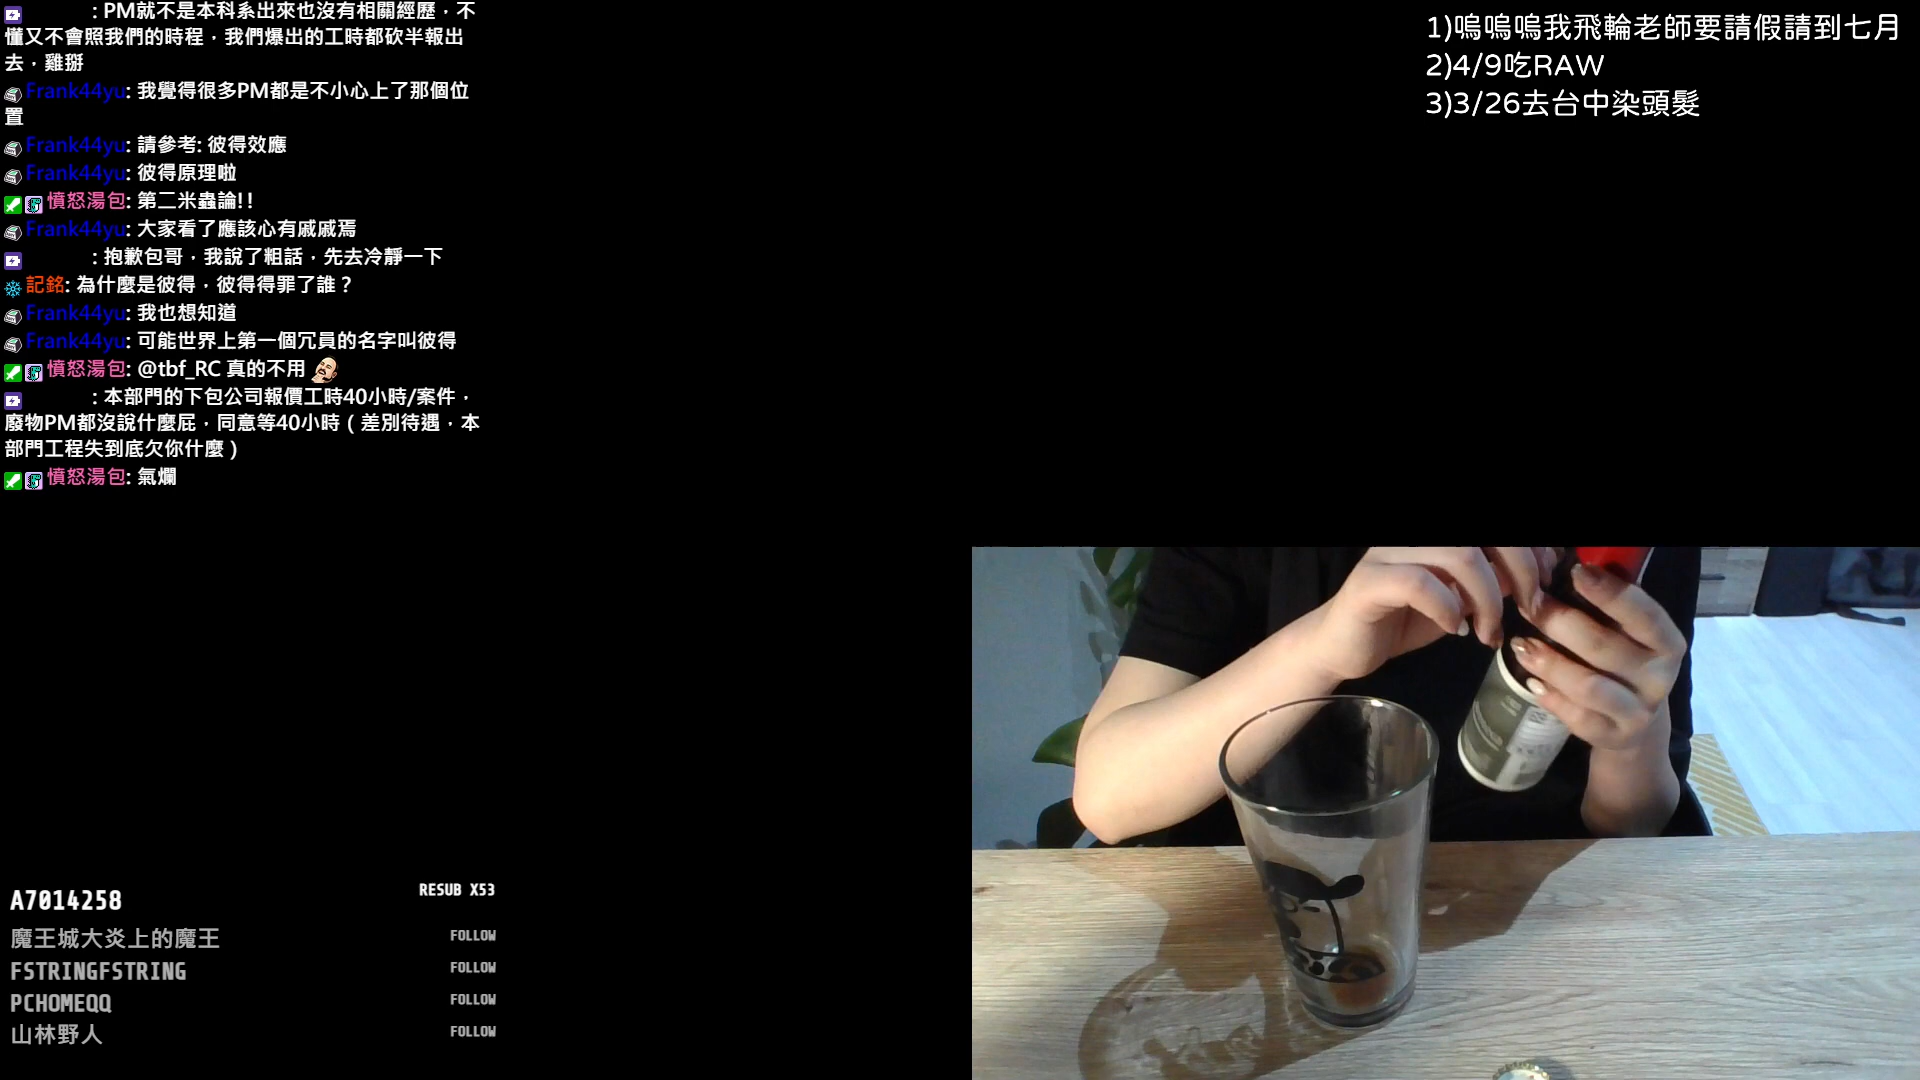 : PM就不是本科系出來也沒有相關經歷，不
懂又不會照我們的時程，我們爆出的工時都砍半報出
去，雞掰
Frank44yu: 我覺得很多PM都是不小心上了那個位
置
Frank44yu: 請參考: 彼得效應
Frank44yu: 彼得原理啦
憤怒湯包: 第二米蟲論!!
Frank44yu: 大家看了應該心有戚戚焉
: 抱歉包哥，我說了粗話，先去冷靜一下
記銘: 為什麼是彼得，彼得得罪了誰？
Frank44yu: 我也想知道
Frank44yu: 可能世界上第一個冗員的名字叫彼得
憤怒湯包: @tbf_RC 真的不用
: 本部門的下包公司報價工時40小時/案件，
廢物PM都沒說什麼屁，同意等40小時（差別待遇，本
部門工程失到底欠你什麼）
憤怒湯包: 氣爛
1)嗚嗚嗚我飛輪老師要請假請到七月
2)4/9吃RAW
3)3/26去台中染頭髮
A7014258 RESUB X53
魔王城大炎上的魔王 FOLLOW
FSTRINGFSTRING FOLLOW
PCHOMEQQ FOLLOW
山林野人 FOLLOW